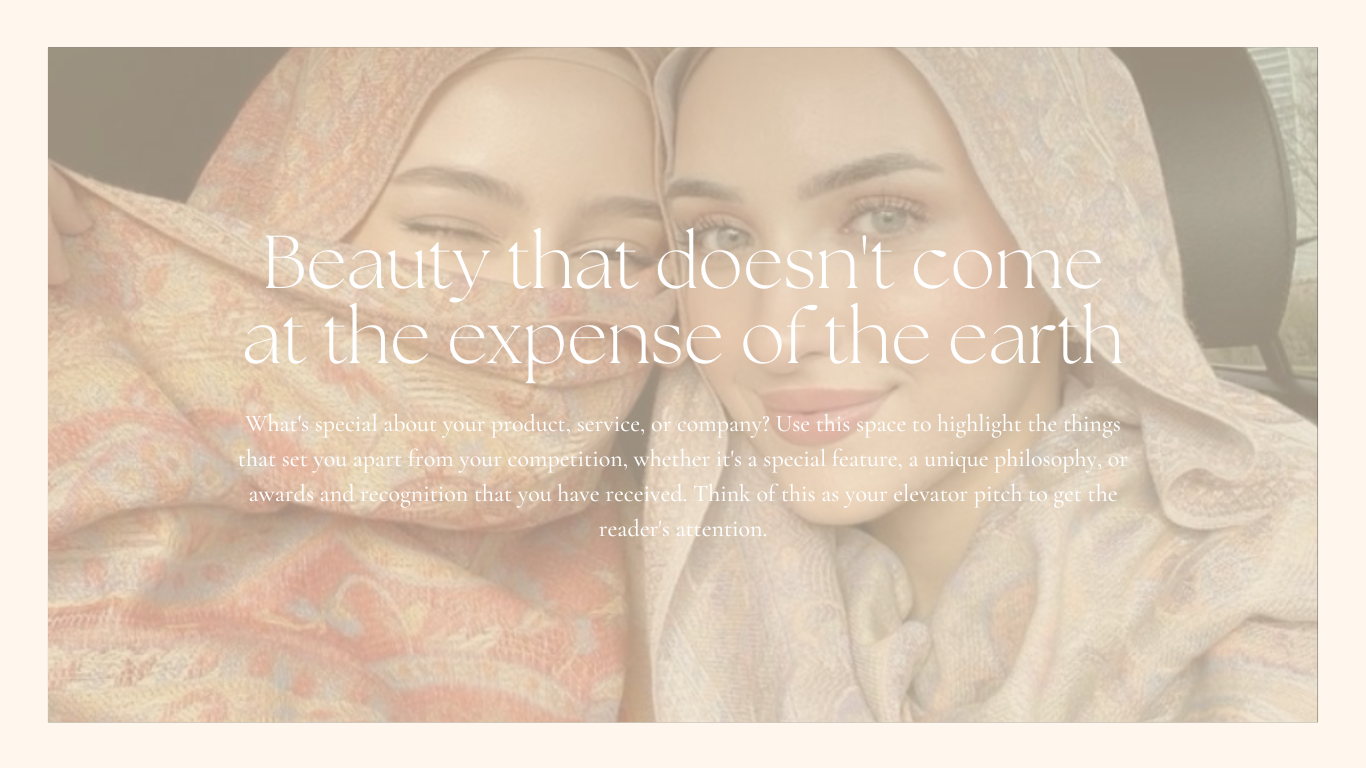 Beauty that doesn't come
at the expense of the earth
What's special about your product, service, or company? Use this space to highlight the things
that set you apart from your competition, whether it's a special feature, a unique philosophy, or
awards and recognition that you have received. Think of this as your elevator pitch to get the
reader's attention.